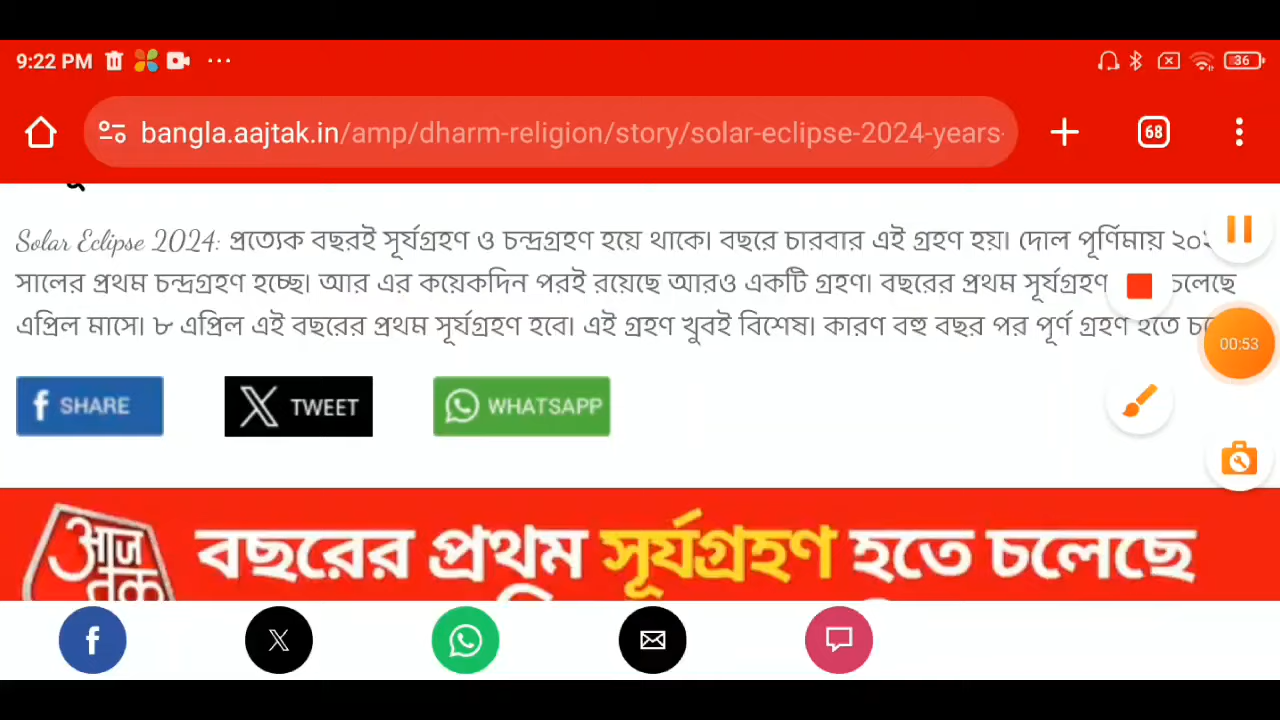 9:22 PM
36
bangla.aajtak.in/amp/dharm-religion/story/solar-eclipse-2024-years
68
Solar Eclipse 2024: প্রত্যেক বছরই সূর্যগ্রহণ ও চন্দ্রগ্রহণ হয়ে থাকে। বছরে চারবার এই গ্রহণ হয়। দোল পূর্ণিমায়
সালের প্রথম চন্দ্রগ্রহণ হচ্ছে। আর এর কয়েকদিন পরই রয়েছে আরও একটি গ্রহণ। বছরের প্রথম সূর্যগ্রহণ চলেছে
এপ্রিল মাসে। ৮ এপ্রিল এই বছরের প্রথম সূর্যগ্রহণ হবে। এই গ্রহণ খুবই বিশেষ। কারণ বহু বছর পর পূর্ণ গ্রহণ হতে
00:53
SHARE
TWEET
WHATSAPP
आज
तक
বছরের প্রথম সূর্যগ্রহণ হতে চলেছে